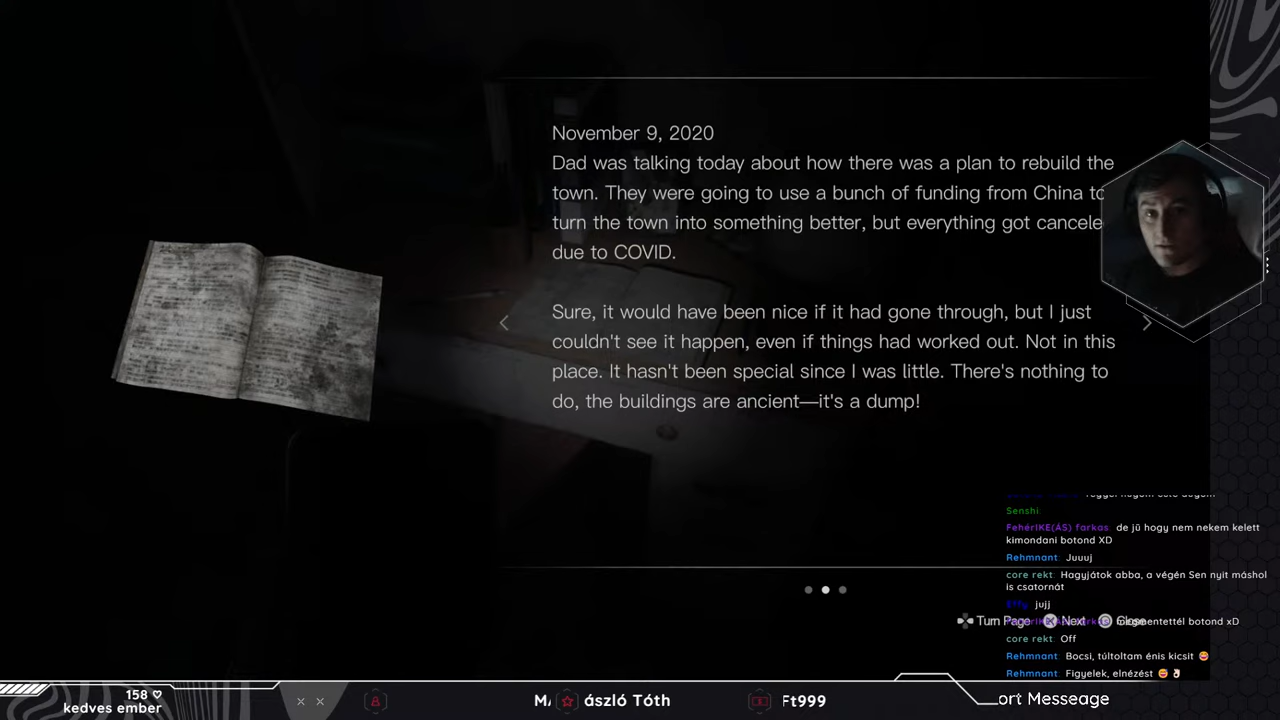 November 9, 2020
Dad was talking today about how there was a plan to rebuild the
town. They were going to use a bunch of funding from China to
turn the town into something better, but everything got cancele
due to COVID.
Sure, it would have been nice if it had gone through, but I just
couldn't see it happen, even if things had worked out. Not in this
place. It hasn't been special since I was little. There's nothing to
do, the buildings are ancient—it's a dump!
Senshi
FehérIKE(ÁS) farkas de jű hogy nem nekem kelett
kimondani botond XD
Rehmnant: Juuuj
core rekt: Hagyjátok abba, a végén Sen nyit máshol
is csatornát
jujj
Turn Page Next Close
megmentettél botond xD
core rekt: Off
Rehmnant: Bocsi, túltoltam énis kicsit
Rehmnant: Figyelek, elnézést
158
kedves ember
ászló Tóth
Ft999
ort Messeage